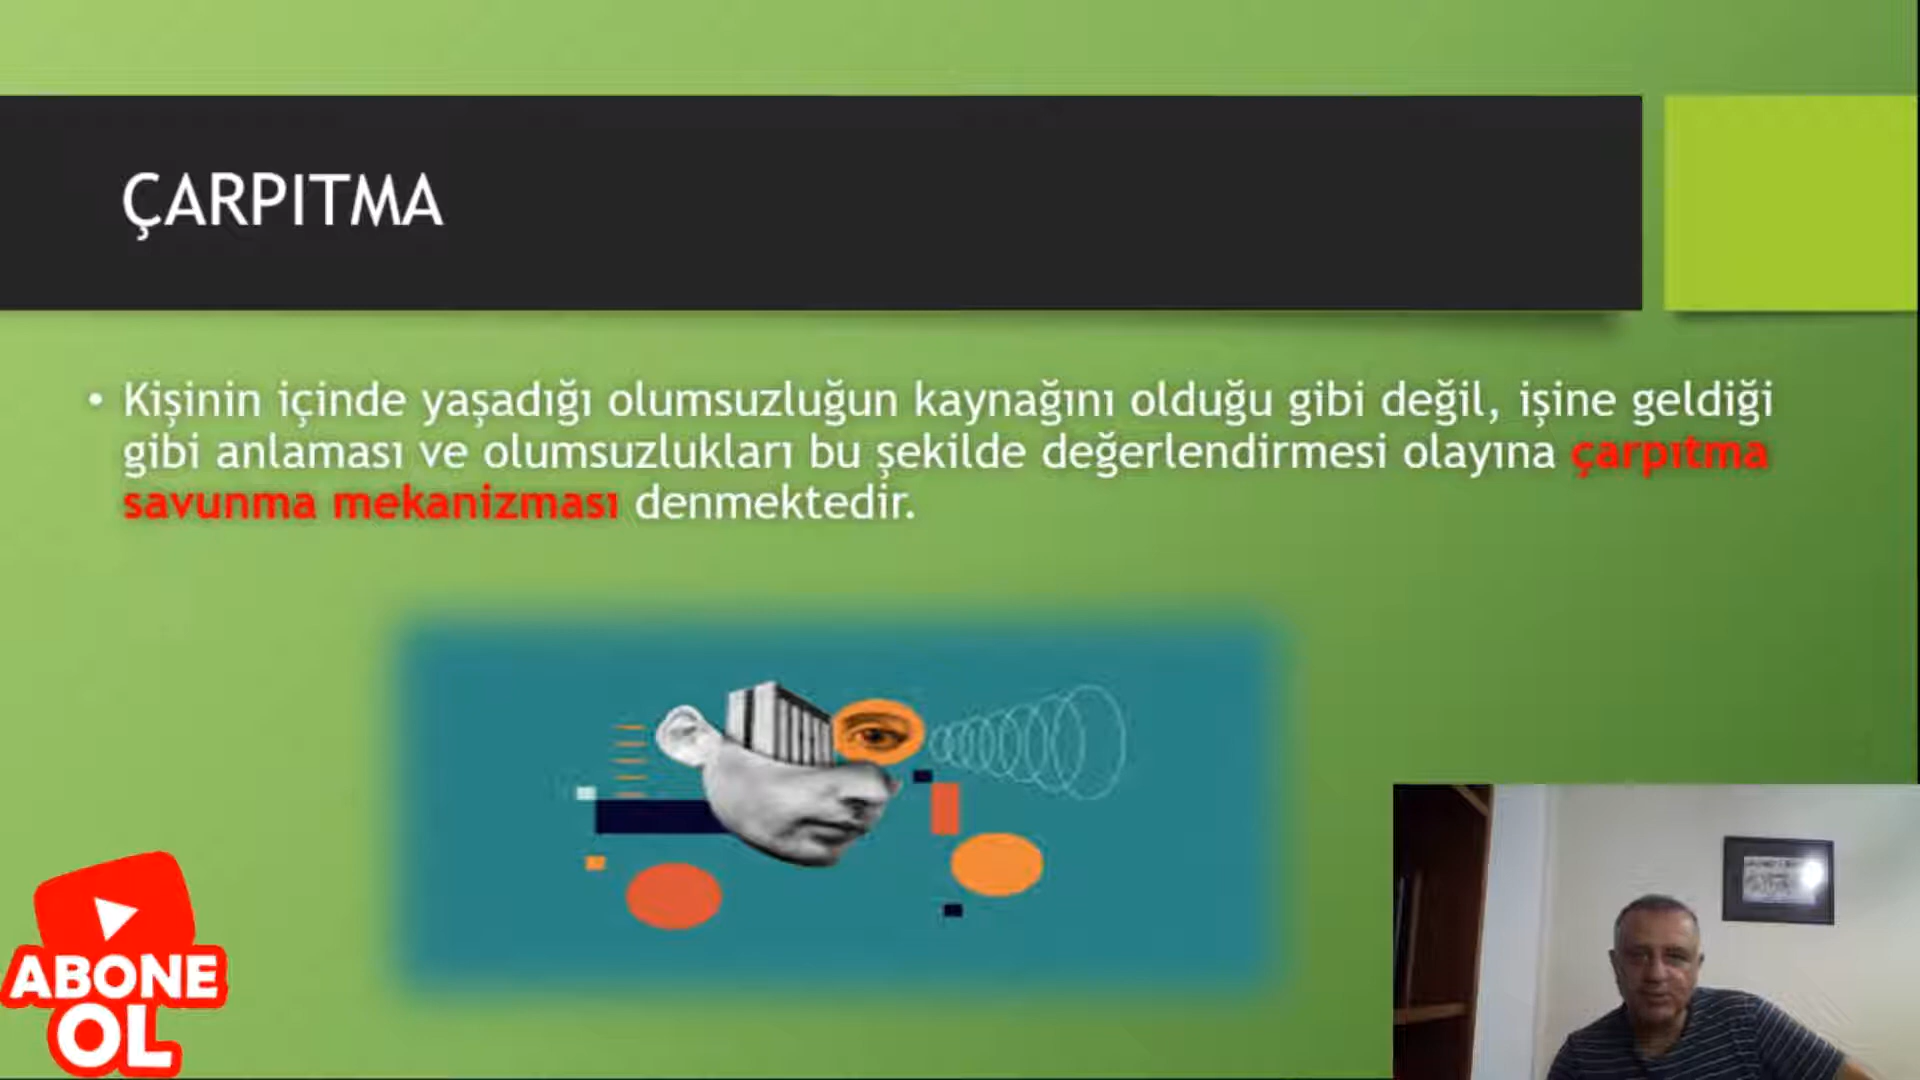 ÇARPITMA
• Kişinin içinde yaşadığı olumsuzluğun kaynağını olduğu gibi değil, işine geldiği
gibi anlaması ve olumsuzlukları bu şekilde değerlendirmesi olayına çarpıtma
savunma mekanizması denmektedir.
ABONE
OL